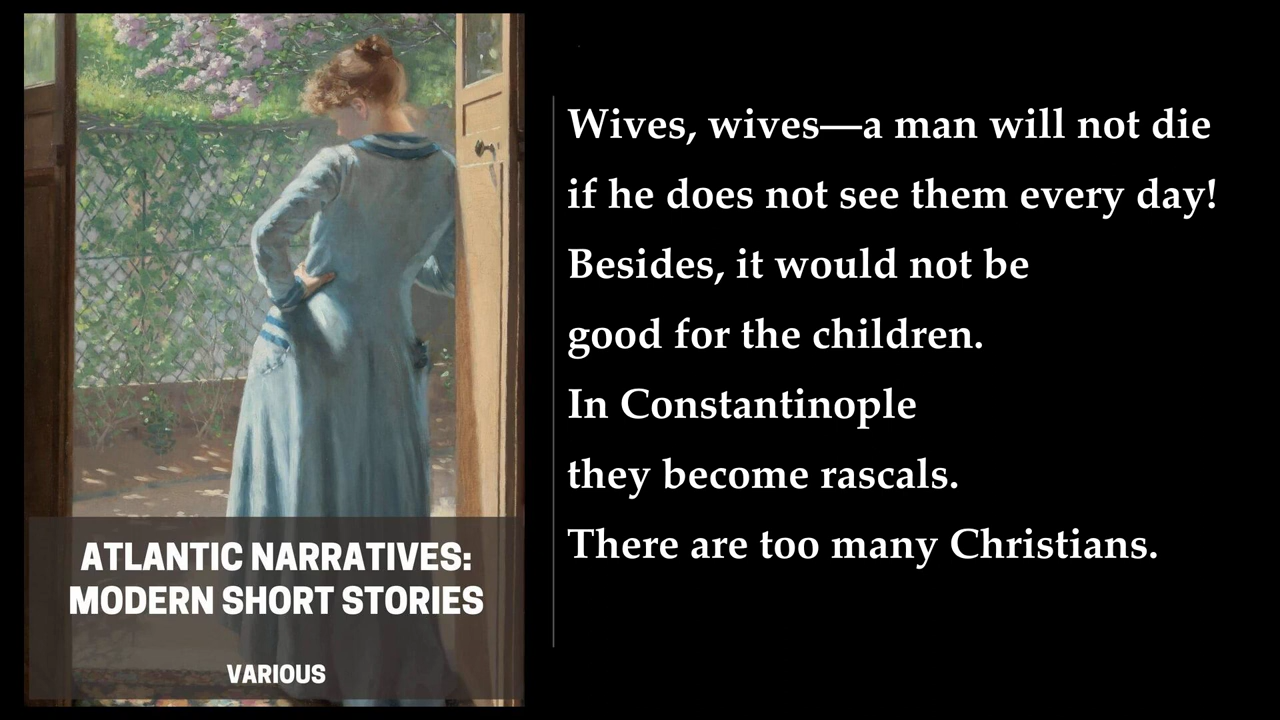 ATLANTIC NARRATIVES:
MODERN SHORT STORIES
VARIOUS
Wives, wives—a man will not die
if he does not see them every day!
Besides, it would not be
good for the children.
In Constantinople
they become rascals.
There are too many Christians.